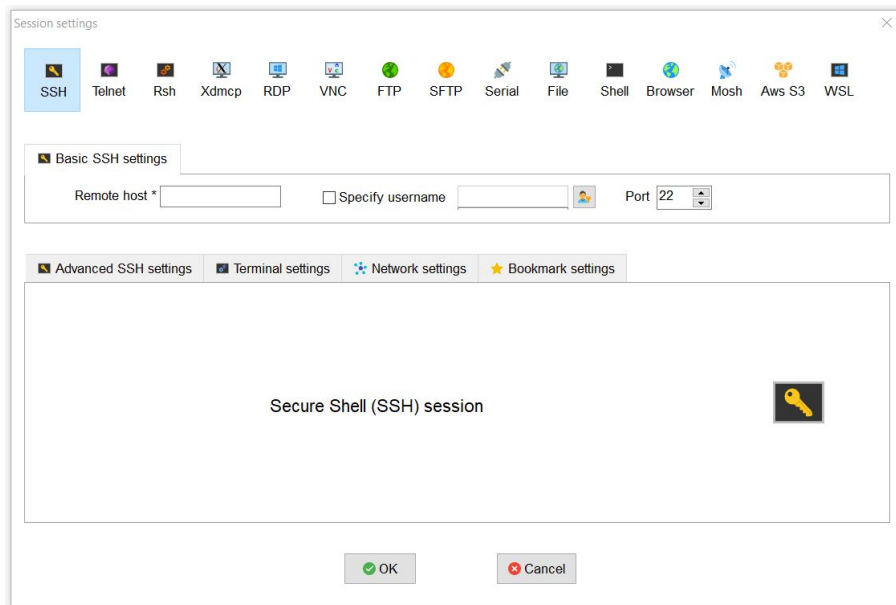 Session settings
SSH Telnet Rsh Xdmcp RDP VNC FTP SFTP Serial File Shell Browser Mosh Aws S3 WSL
Basic SSH settings
Remote host * Specify username Port 22
Advanced SSH settings Terminal settings Network settings Bookmark settings
Secure Shell (SSH) session
OK Cancel